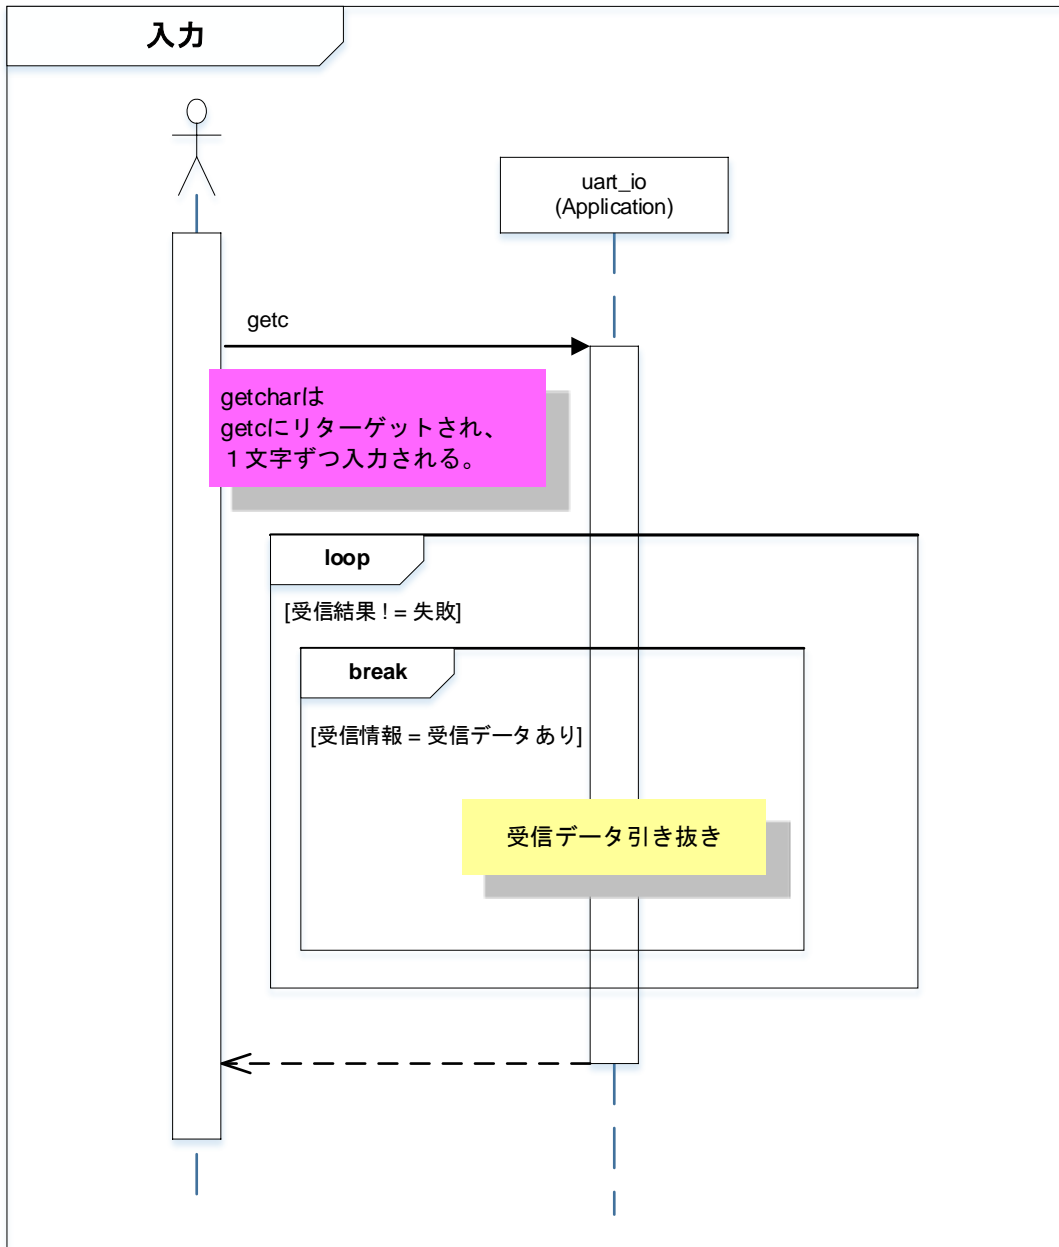 入力
uart_io
(Application)
getc
getcharは
getcにリターゲットされ、
１文字ずつ入力される。
loop
[受信結果 != 失敗]
break
[受信情報 = 受信データあり]
受信データ引き抜き